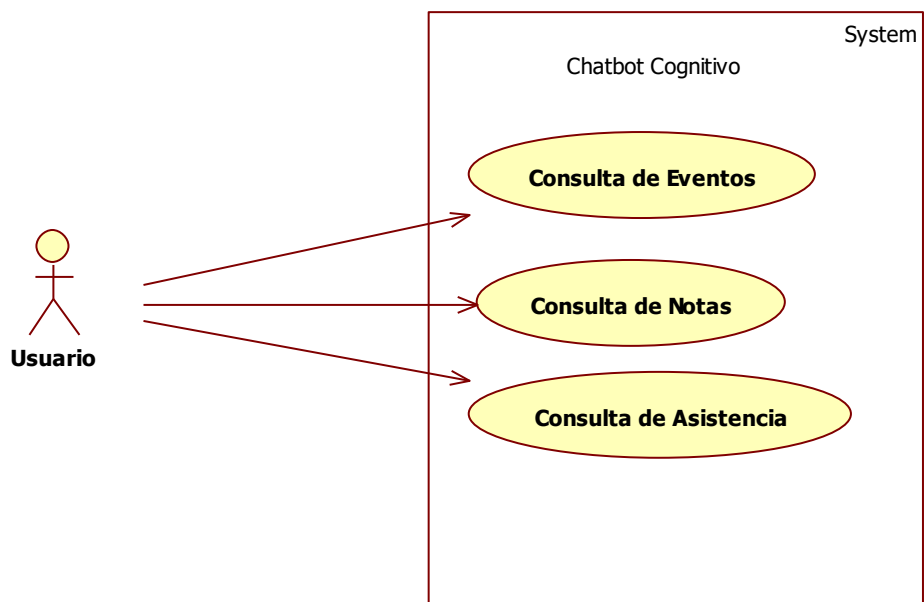 System
Chatbot Cognitivo
Consulta de Eventos
Consulta de Notas
Usuario
Consulta de Asistencia